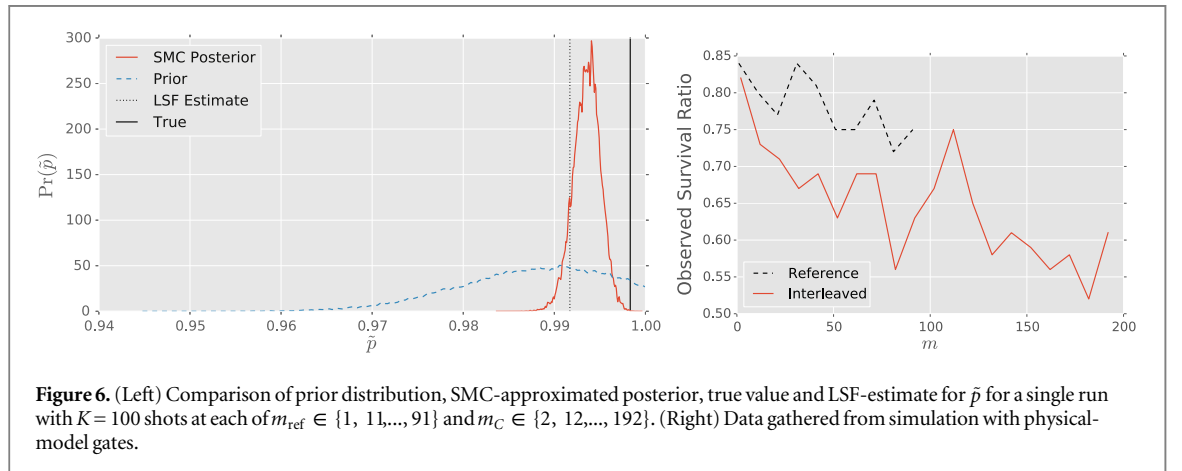 300
250
200
150
100
50
0
Pr(p̃)
SMC Posterior
Prior
LSF Estimate
True
0.94
0.95
0.96
0.97
0.98
0.99
1.00
p̃
0.85
0.80
0.75
0.70
0.65
0.60
0.55
0.50
Observed Survival Ratio
Reference
Interleaved
0
50
100
150
200
m
Figure 6. (Left) Comparison of prior distribution, SMC-approximated posterior, true value and LSF-estimate for p̃ for a single run
with K = 100 shots at each of m_ref ∈ {1, 11,..., 91} and m_C ∈ {2, 12,..., 192}. (Right) Data gathered from simulation with physical-
model gates.